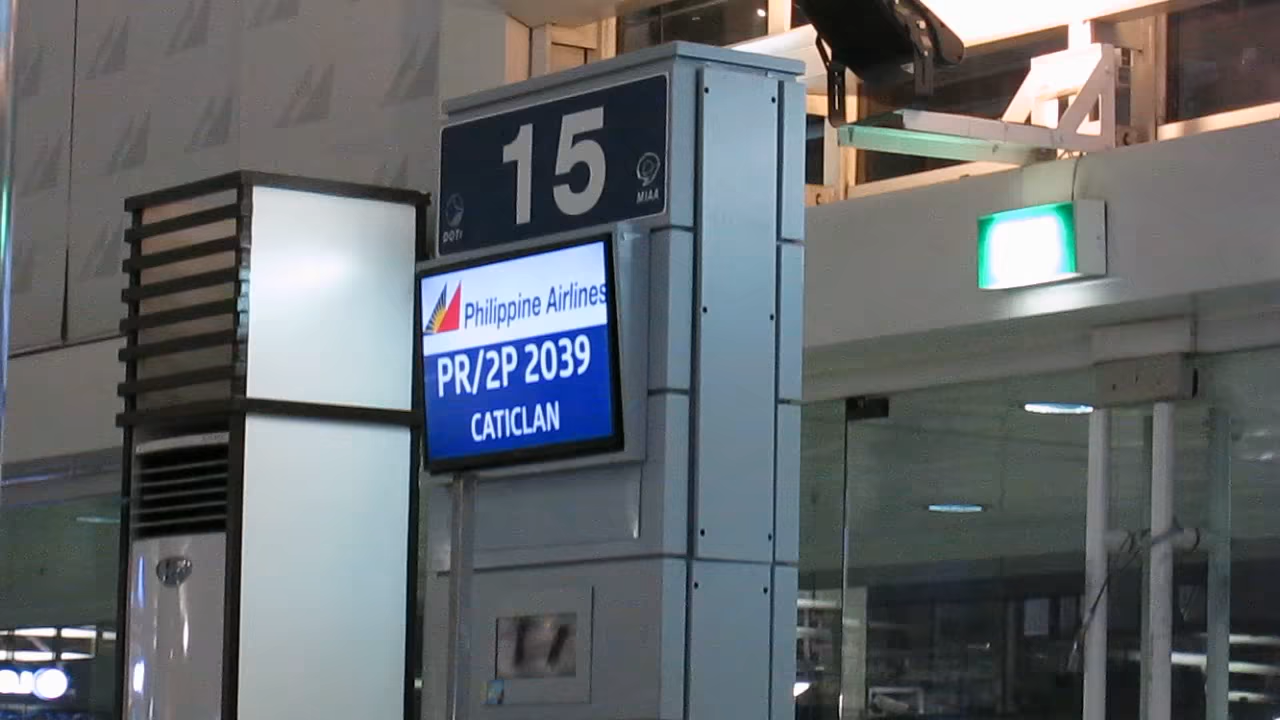 15
DOTr
MIAA
Philippine Airlines
PR/2P 2039
CATICLAN